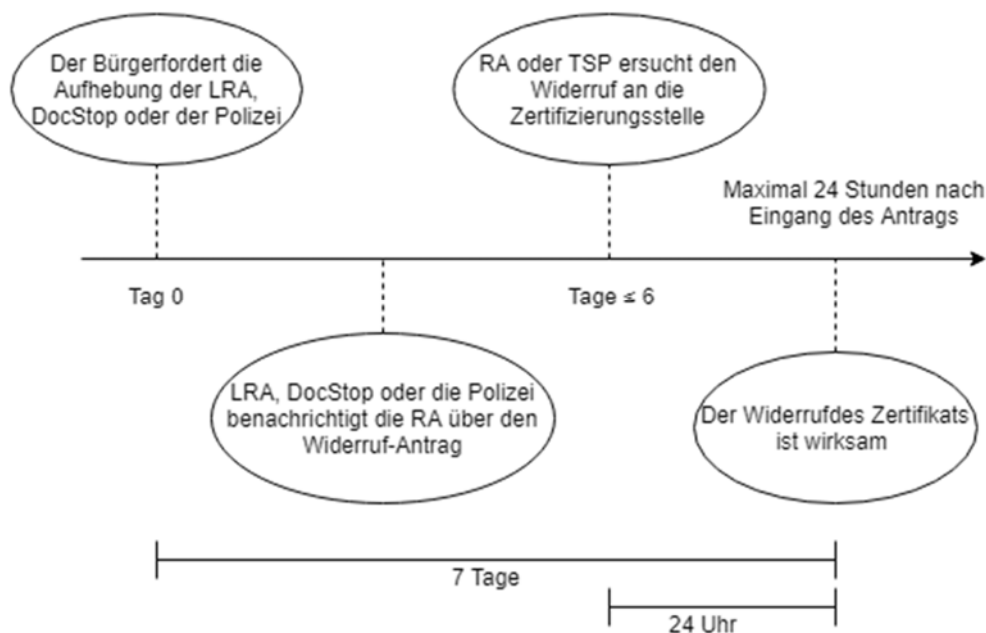 Der Bürgerfordert die
Aufhebung der LRA,
DocStop oder der Polizei
RA oder TSP ersucht den
Widerruf an die
Zertifizierungsstelle
Maximal 24 Stunden nach
Eingang des Antrags
Tag 0
Tage ≤ 6
LRA, DocStop oder die Polizei
benachrichtigt die RA über den
Widerruf-Antrag
Der Widerrufdes Zertifikats
ist wirksam
7 Tage
24 Uhr